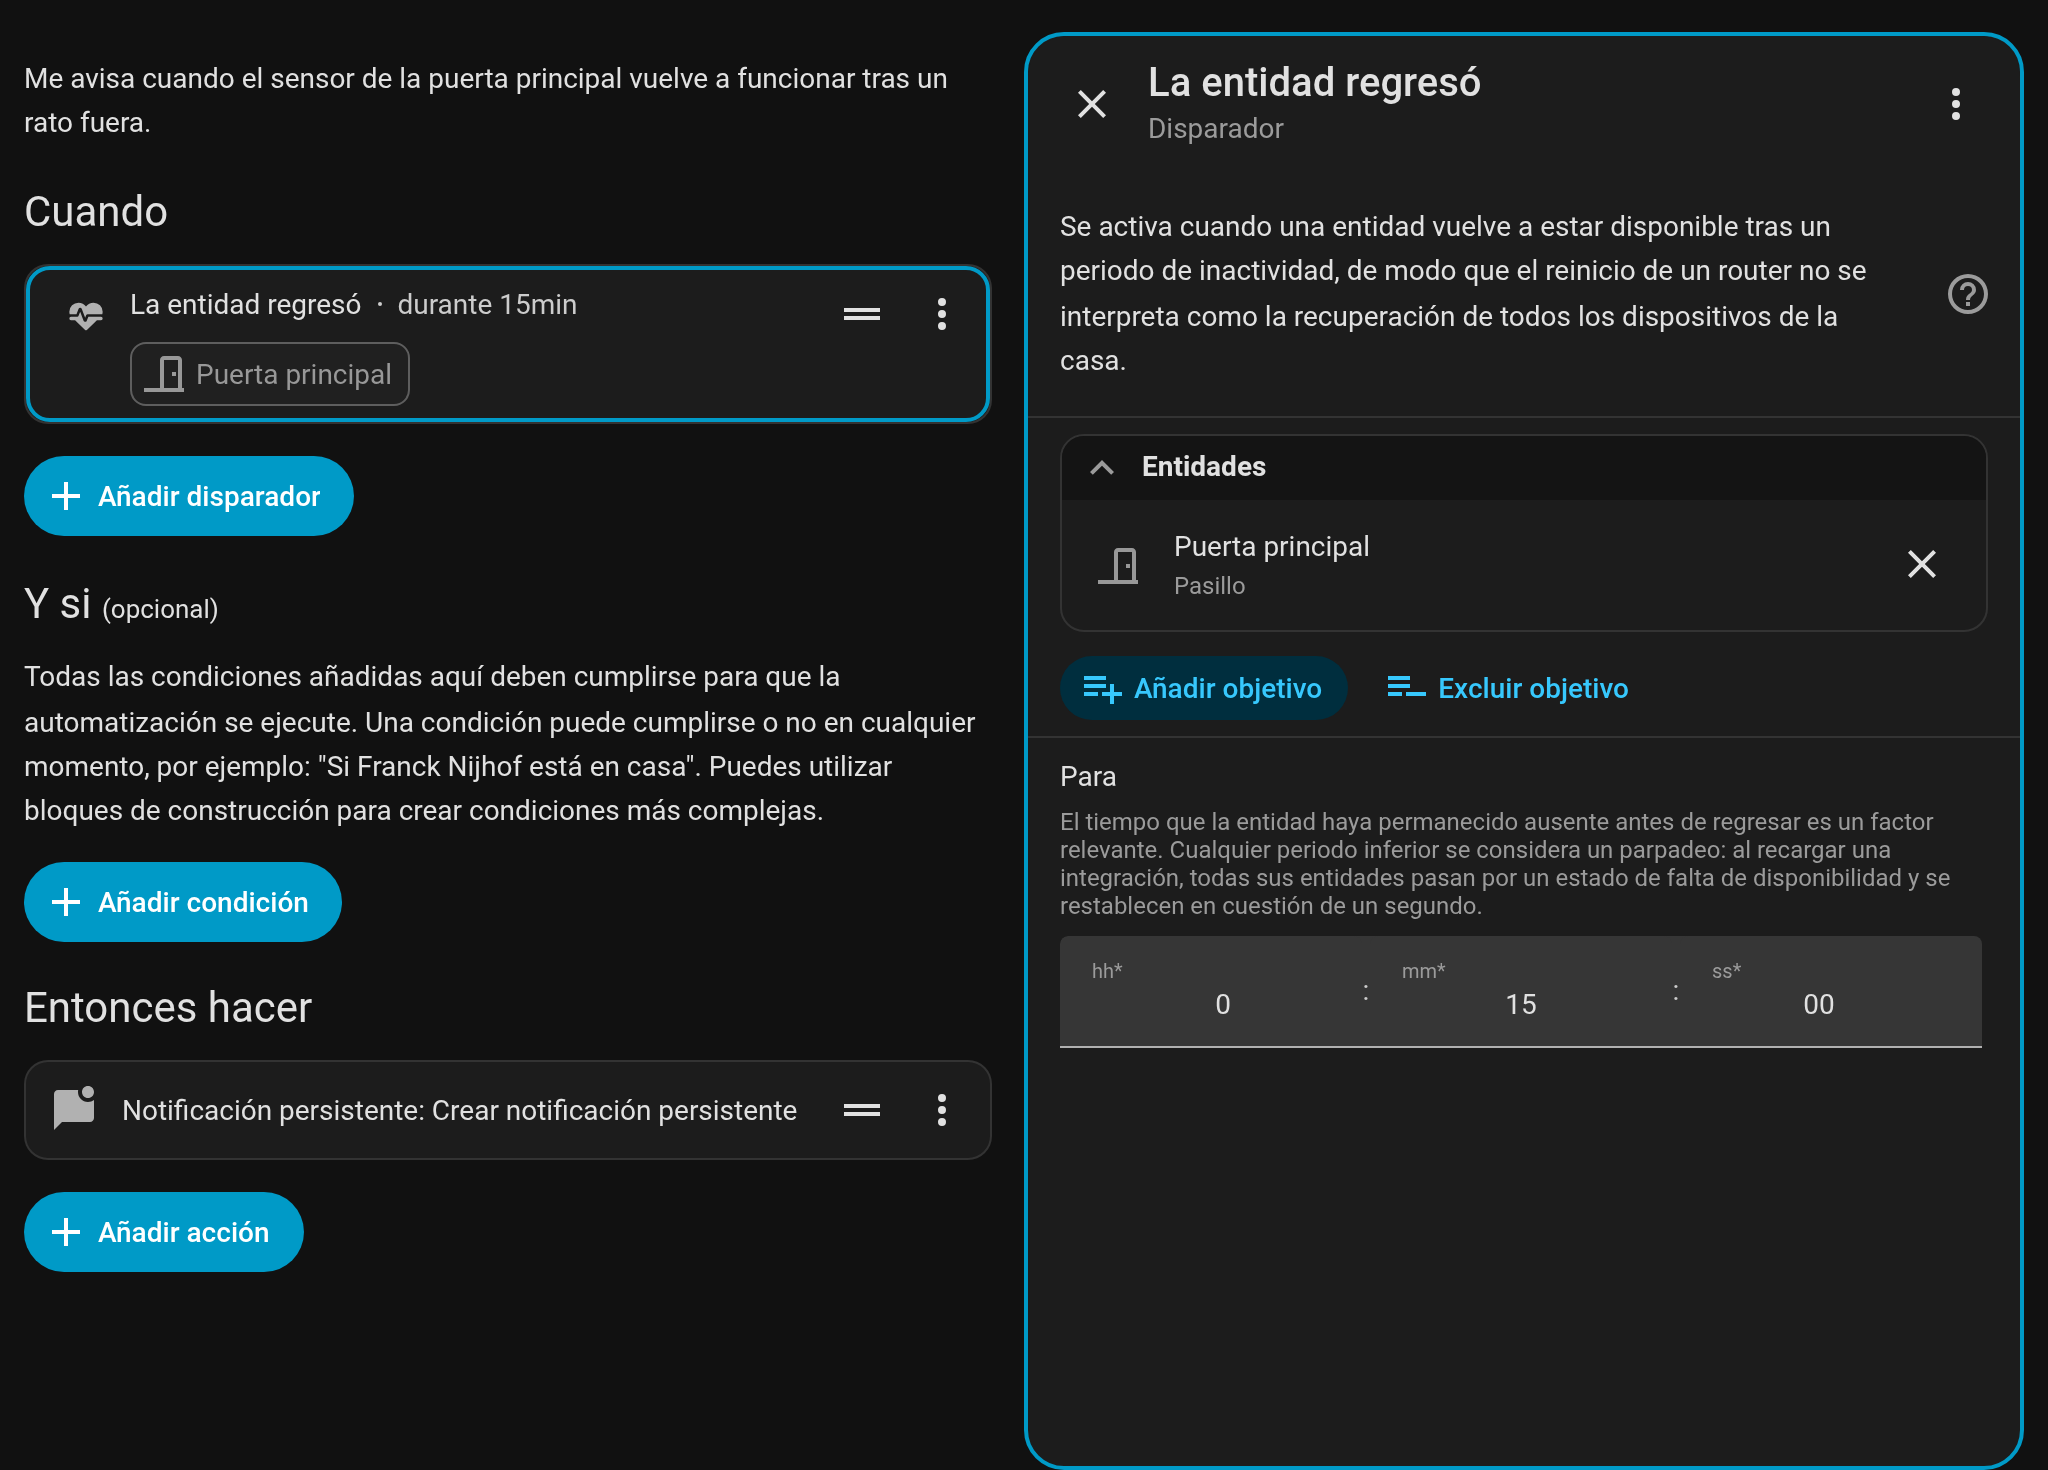 Me avisa cuando el sensor de la puerta principal vuelve a funcionar tras un
rato fuera.
Cuando
La entidad regresó · durante 15min
Puerta principal
Añadir disparador
Y si (opcional)
Todas las condiciones añadidas aquí deben cumplirse para que la
automatización se ejecute. Una condición puede cumplirse o no en cualquier
momento, por ejemplo: "Si Franck Nijhof está en casa". Puedes utilizar
bloques de construcción para crear condiciones más complejas.
Añadir condición
Entonces hacer
Notificación persistente: Crear notificación persistente
Añadir acción
La entidad regresó
Disparador
Se activa cuando una entidad vuelve a estar disponible tras un
periodo de inactividad, de modo que el reinicio de un router no se
interpreta como la recuperación de todos los dispositivos de la
casa.
Entidades
Puerta principal
Pasillo
Añadir objetivo
Excluir objetivo
Para
El tiempo que la entidad haya permanecido ausente antes de regresar es un factor
relevante. Cualquier periodo inferior se considera un parpadeo: al recargar una
integración, todas sus entidades pasan por un estado de falta de disponibilidad y se
restablecen en cuestión de un segundo.
hh* mm* ss*
0 : 15 : 00